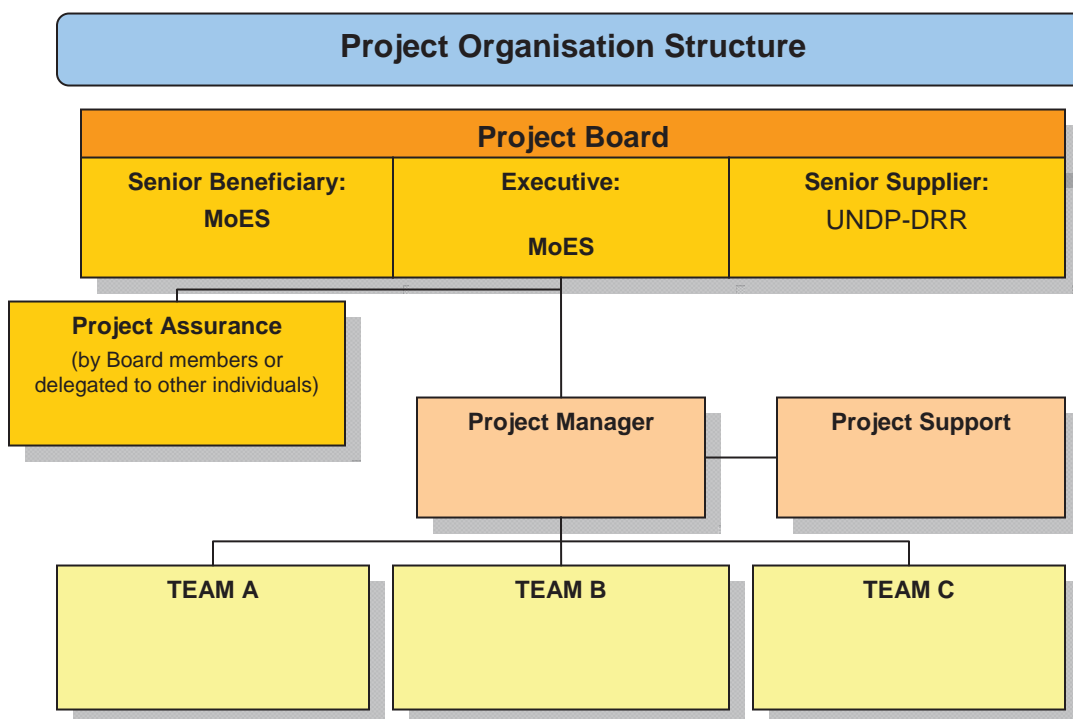 Project Organisation Structure
Project Board
Senior Beneficiary:
MoES
Executive:
MoES
Senior Supplier:
UNDP-DRR
Project Assurance
(by Board members or
delegated to other individuals)
Project Manager
Project Support
TEAM A
TEAM B
TEAM C